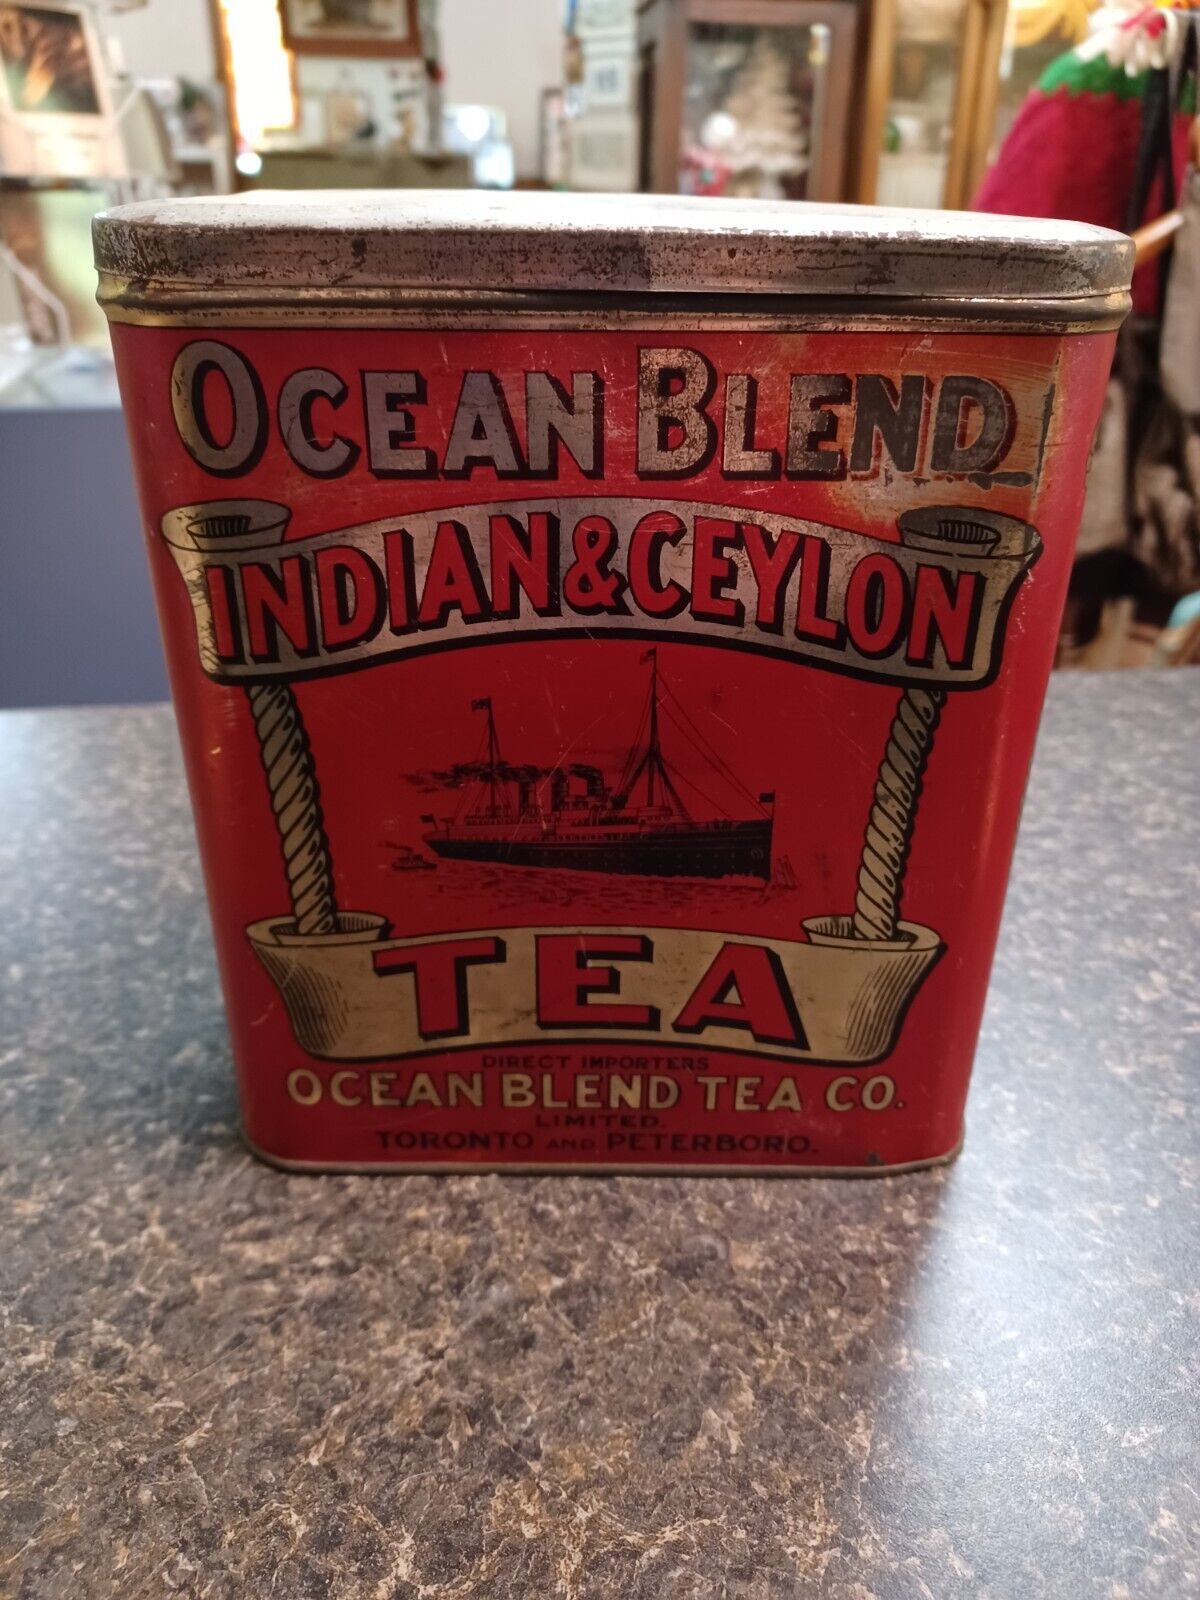 OCEAN BLEND
INDIAN & CEYLON
TEA
DIRECT IMPORTERS
OCEAN BLEND TEA CO.
LIMITED.
TORONTO AND PETERBORO.